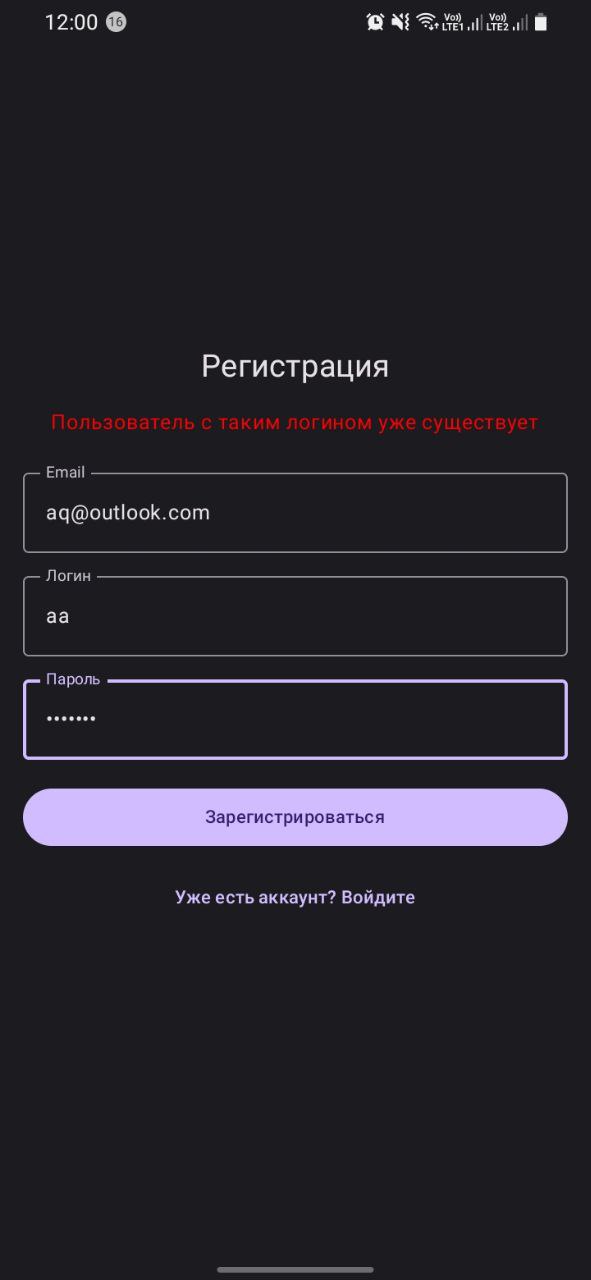 12:00 16 Vo) LTE1 Vo) LTE2
Регистрация
Пользователь с таким логином уже существует
Email
aq@outlook.com
Логин
aa
Пароль
•••••••
Зарегистрироваться
Уже есть аккаунт? Войдите